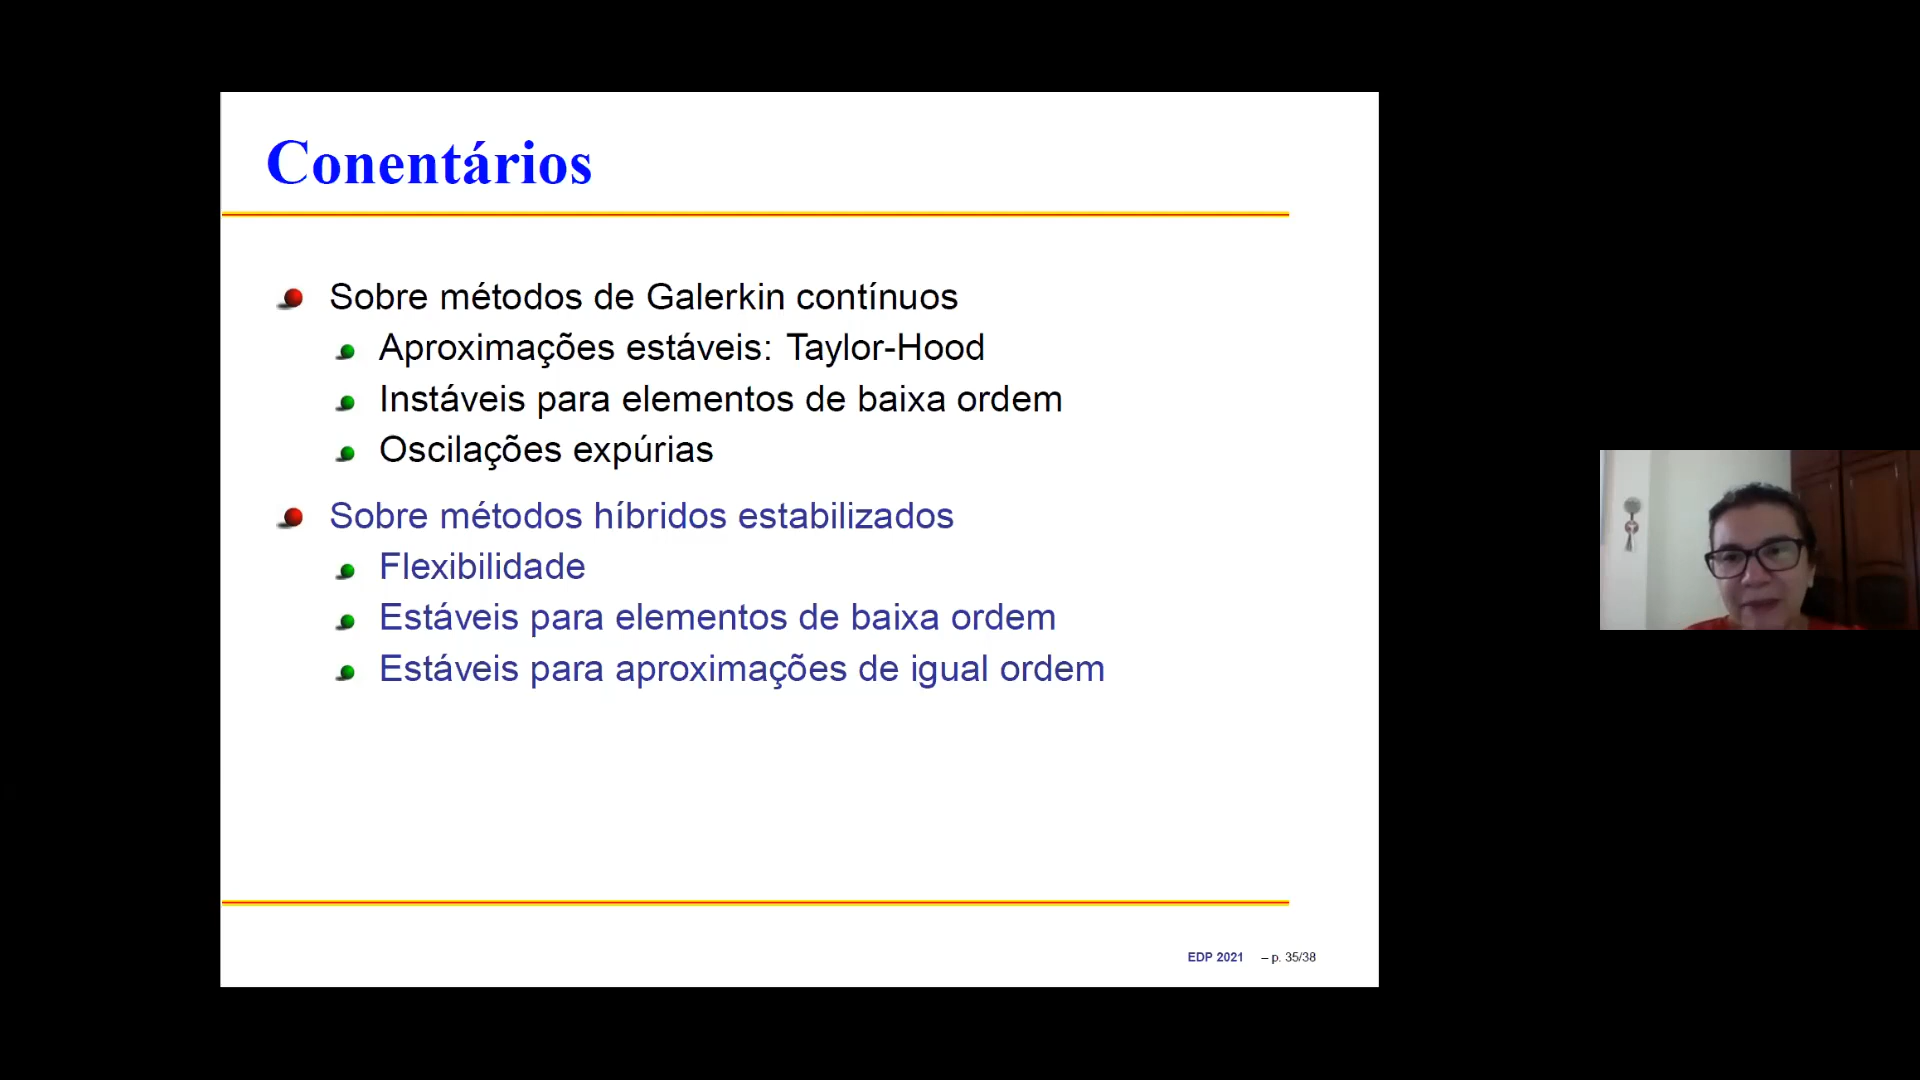 Conentários
Sobre métodos de Galerkin contínuos
Aproximações estáveis: Taylor-Hood
Instáveis para elementos de baixa ordem
Oscilações expúrias
Sobre métodos híbridos estabilizados
Flexibilidade
Estáveis para elementos de baixa ordem
Estáveis para aproximações de igual ordem
EDP 2021 – p. 35/38